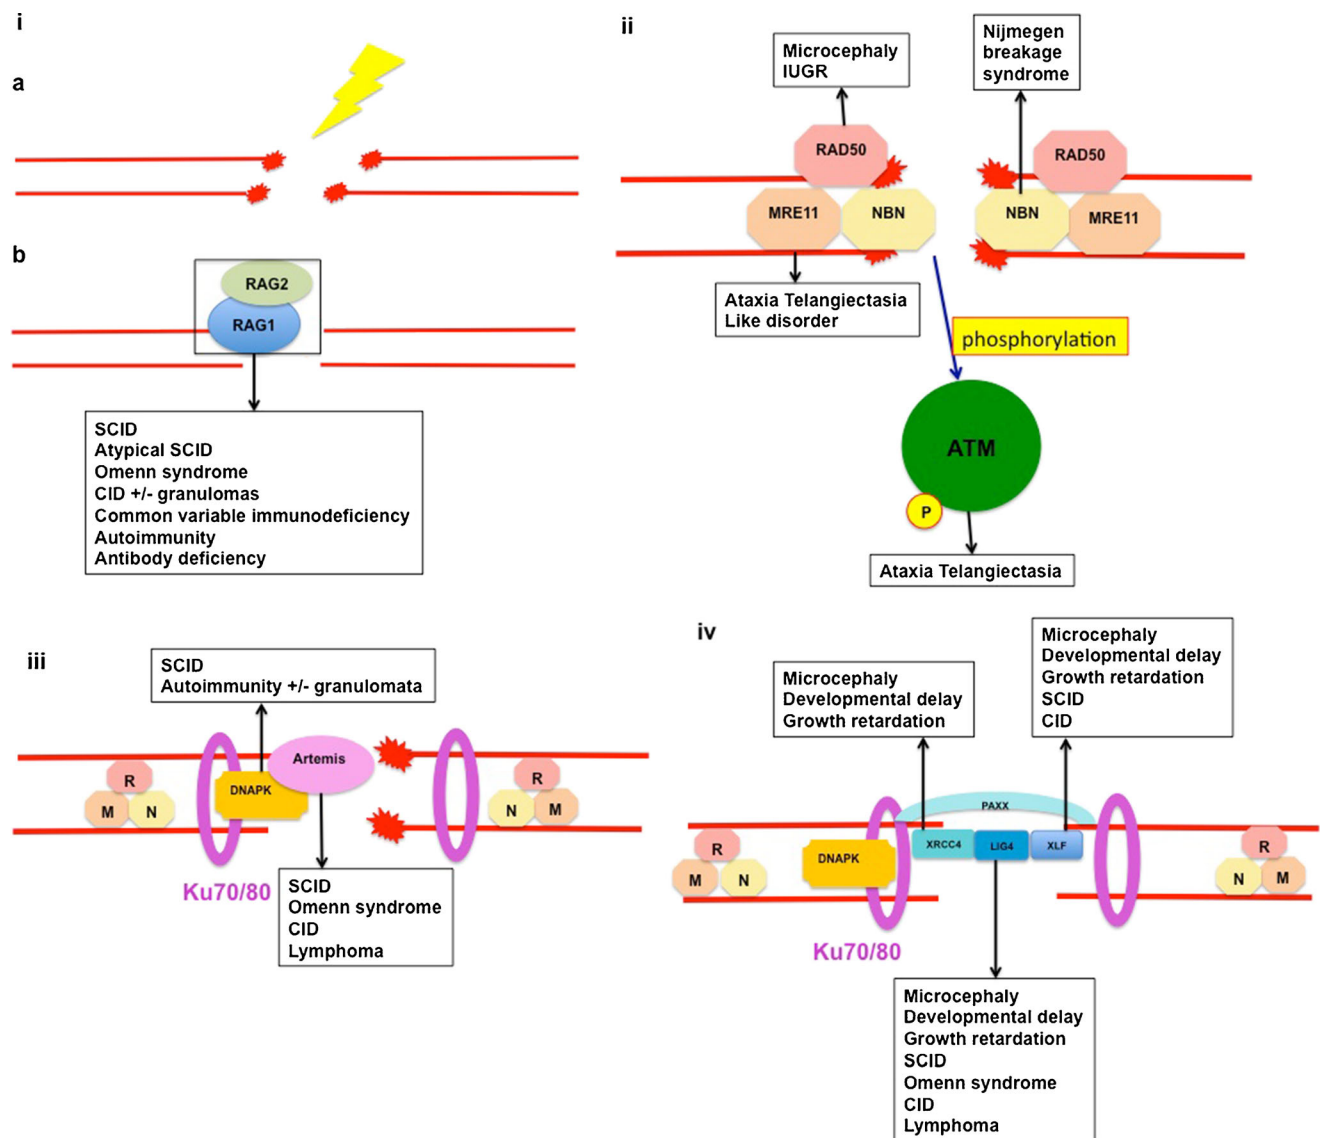 i
a
b
RAG2
RAG1
SCID
Atypical SCID
Omenn syndrome
CID +/- granulomas
Common variable immunodeficiency
Autoimmunity
Antibody deficiency
ii
Microcephaly
IUGR
Nijmegen
breakage
syndrome
RAD50
RAD50
MRE11
NBN
NBN
MRE11
Ataxia Telangiectasia
Like disorder
phosphorylation
ATM
P
Ataxia Telangiectasia
iii
SCID
Autoimmunity +/- granulomata
Artemis
DNAPK
R
M
N
R
N
M
Ku70/80
SCID
Omenn syndrome
CID
Lymphoma
iv
Microcephaly
Developmental delay
Growth retardation
Microcephaly
Developmental delay
Growth retardation
SCID
CID
PAXX
XRCC4
LIG4
XLF
DNAPK
R
M
N
R
N
M
Ku70/80
Microcephaly
Developmental delay
Growth retardation
SCID
Omenn syndrome
CID
Lymphoma